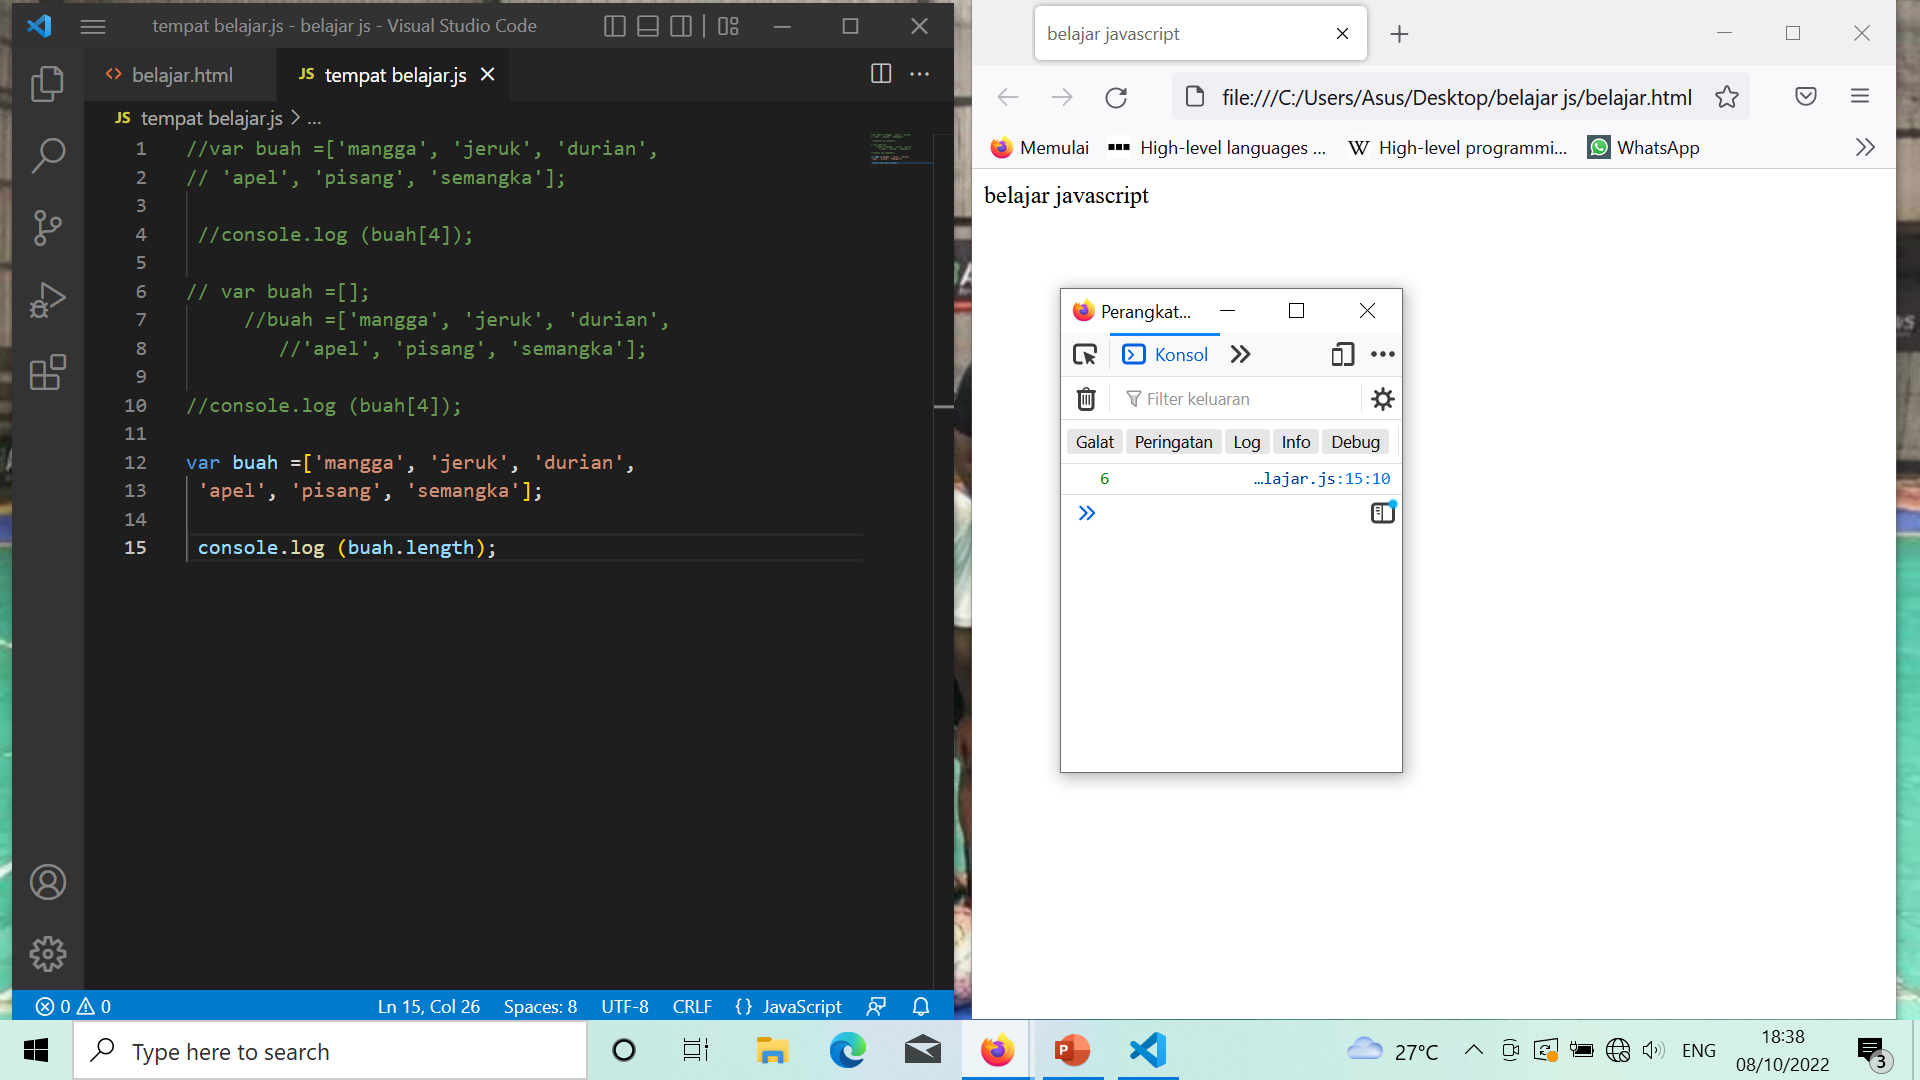 tempat belajar.js - belajar js - Visual Studio Code
belajar.html
JS tempat belajar.js
JS tempat belajar.js > ...
1 //var buah =['mangga', 'jeruk', 'durian',
2 // 'apel', 'pisang', 'semangka'];
3
4 //console.log (buah[4]);
5
6 // var buah =[];
7 //buah =['mangga', 'jeruk', 'durian',
8 //'apel', 'pisang', 'semangka'];
9
10 //console.log (buah[4]);
11
12 var buah =['mangga', 'jeruk', 'durian',
13 'apel', 'pisang', 'semangka'];
14
15 console.log (buah.length);
0 0 Ln 15, Col 26 Spaces: 8 UTF-8 CRLF {} JavaScript
belajar javascript
file:///C:/Users/Asus/Desktop/belajar js/belajar.html
Memulai High-level languages ... W High-level programmi... WhatsApp
belajar javascript
Perangkat...
Konsol
Filter keluaran
Galat Peringatan Log Info Debug
6 ...lajar.js:15:10
Type here to search
27°C ENG
18:38
08/10/2022
3